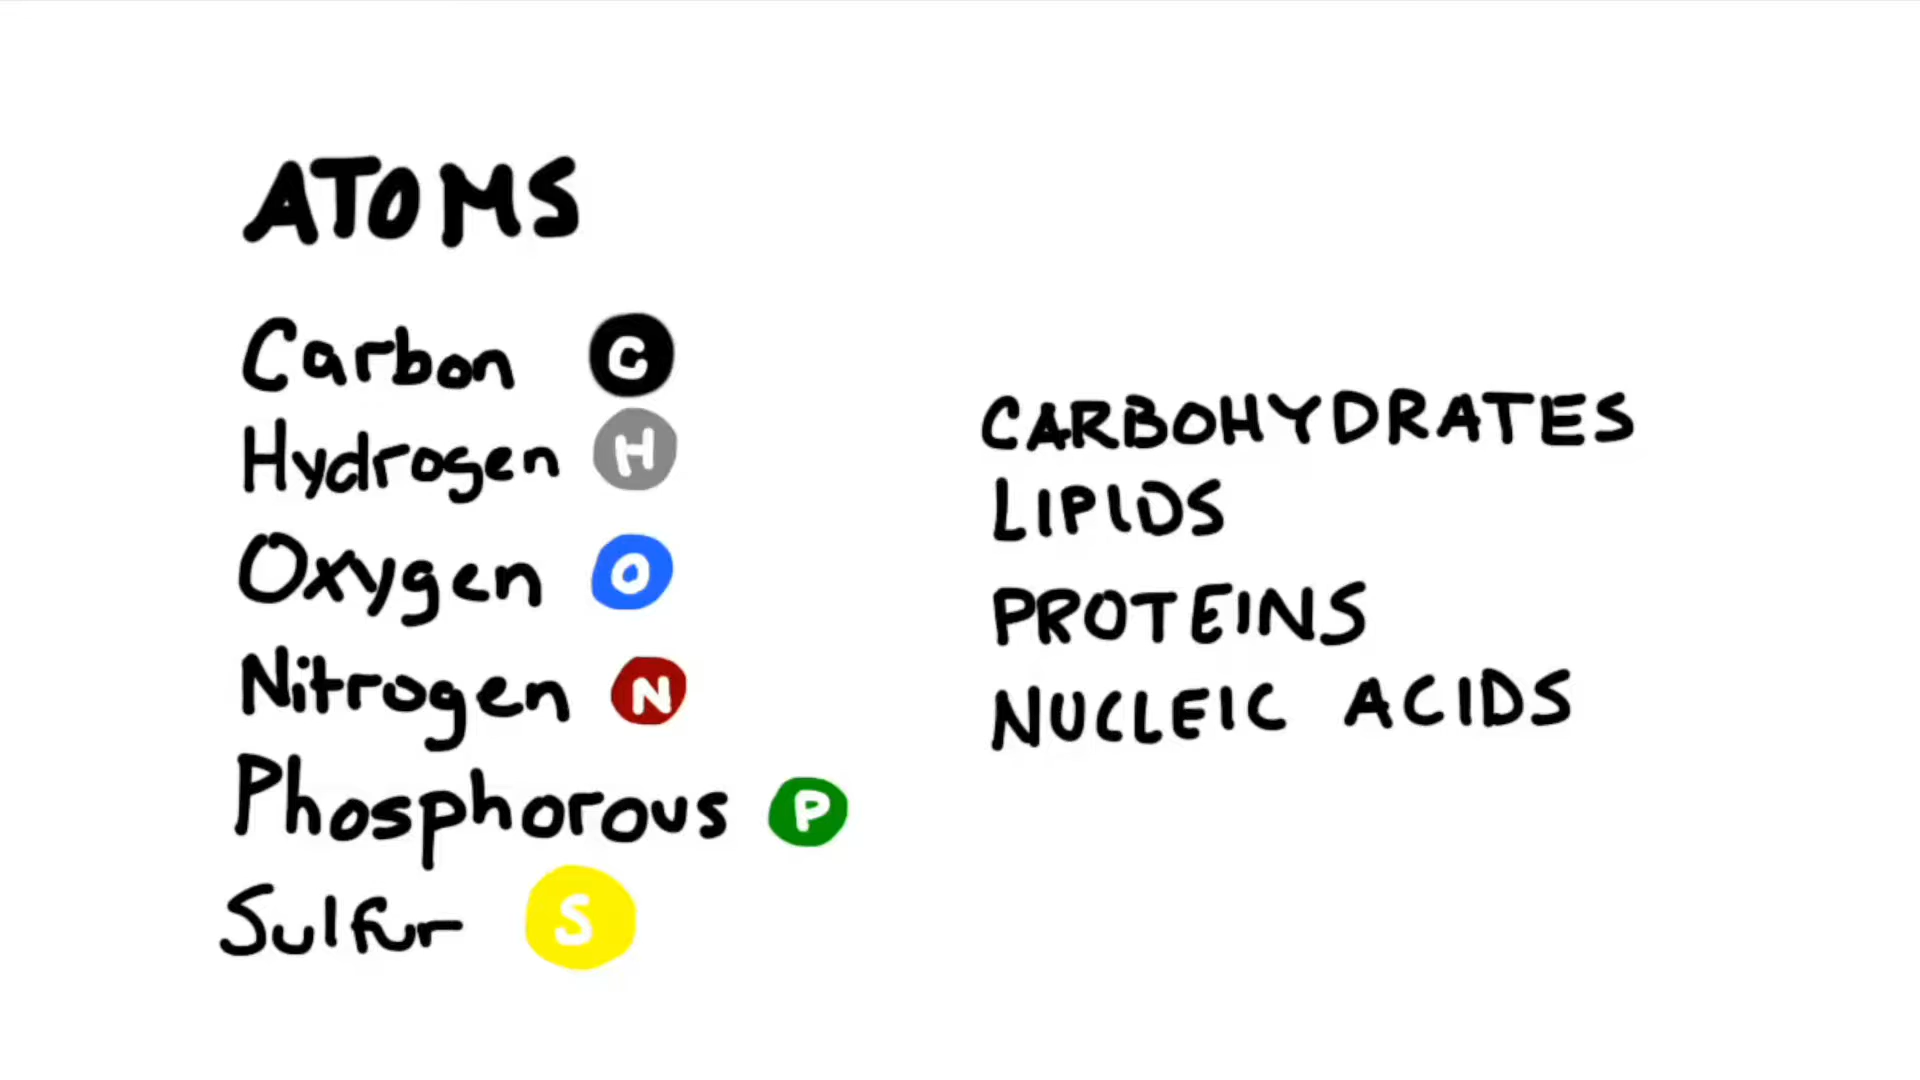 ATOMS
Carbon C
Hydrogen H
Oxygen O
Nitrogen N
Phosphorous P
Sulfur S
CARBOHYDRATES
LIPIDS
PROTEINS
NUCLEIC ACIDS